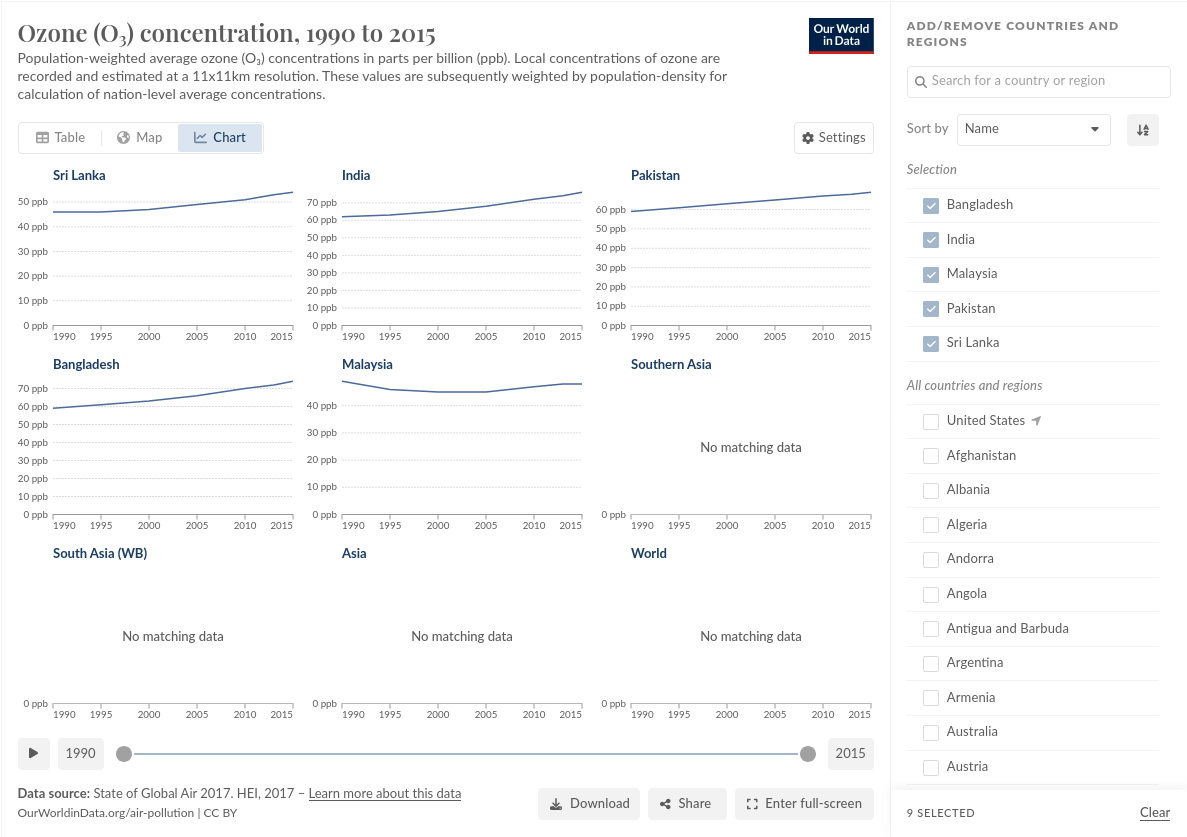 Ozone (O₃) concentration, 1990 to 2015
Population-weighted average ozone (O₃) concentrations in parts per billion (ppb). Local concentrations of ozone are
recorded and estimated at a 11x11km resolution. These values are subsequently weighted by population-density for
calculation of nation-level average concentrations.
Our World
in Data
Table
Map
Chart
Settings
Sri Lanka
50 ppb
40 ppb
30 ppb
20 ppb
10 ppb
0 ppb
1990 1995 2000 2005 2010 2015
India
70 ppb
60 ppb
50 ppb
40 ppb
30 ppb
20 ppb
10 ppb
0 ppb
1990 1995 2000 2005 2010 2015
Pakistan
60 ppb
50 ppb
40 ppb
30 ppb
20 ppb
10 ppb
0 ppb
1990 1995 2000 2005 2010 2015
Bangladesh
70 ppb
60 ppb
50 ppb
40 ppb
30 ppb
20 ppb
10 ppb
0 ppb
1990 1995 2000 2005 2010 2015
Malaysia
40 ppb
30 ppb
20 ppb
10 ppb
0 ppb
1990 1995 2000 2005 2010 2015
Southern Asia
No matching data
0 ppb
1990 1995 2000 2005 2010 2015
South Asia (WB)
No matching data
0 ppb
1990 1995 2000 2005 2010 2015
Asia
No matching data
0 ppb
1990 1995 2000 2005 2010 2015
World
No matching data
0 ppb
1990 1995 2000 2005 2010 2015
1990
2015
Data source: State of Global Air 2017. HEI, 2017 – Learn more about this data
OurWorldinData.org/air-pollution | CC BY
Download
Share
Enter full-screen
ADD/REMOVE COUNTRIES AND
REGIONS
Search for a country or region
Sort by
Name
Selection
Bangladesh
India
Malaysia
Pakistan
Sri Lanka
All countries and regions
United States
Afghanistan
Albania
Algeria
Andorra
Angola
Antigua and Barbuda
Argentina
Armenia
Australia
Austria
9 SELECTED
Clear